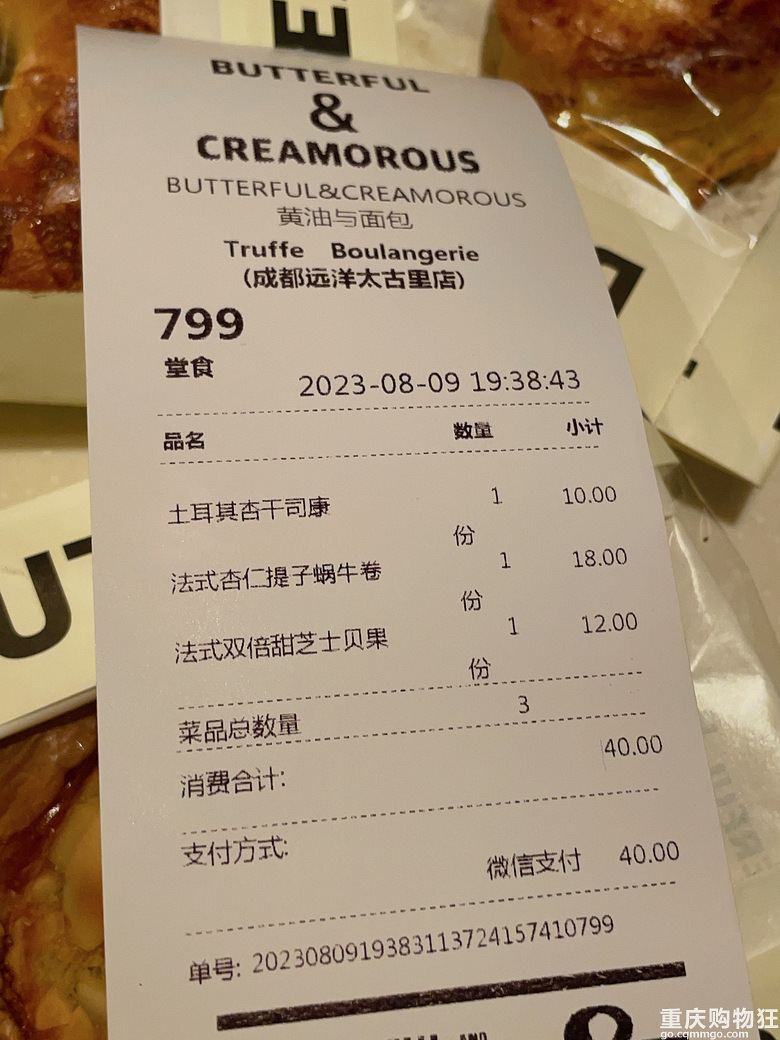 E
BUTTERFUL
&
CREAMOROUS
BUTTERFUL&CREAMOROUS
黄油与面包
Truffe Boulangerie
(成都远洋太古里店)
799
堂食
2023-08-09 19:38:43
品名 数量 小计
土耳其杏干司康 1 10.00
份
法式杏仁提子蜗牛卷 1 18.00
份
法式双倍甜芝士贝果 1 12.00
份
菜品总数量 3
消费合计: 40.00
支付方式:
微信支付 40.00
单号: 20230809193831137241574​10799
AND
&
UT
重庆购物狂
go.cqmmgo.com